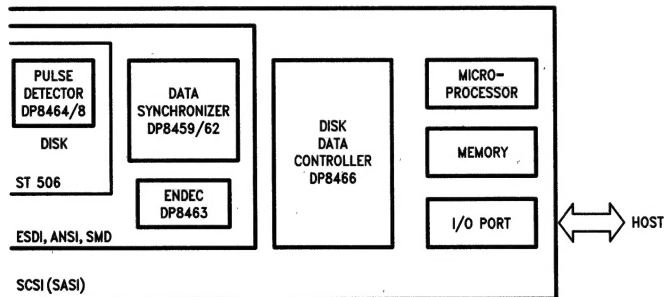 PULSE
DETECTOR
DP8464/8
DISK
ST 506
DATA
SYNCHRONIZER
DP8459/62
ENDEC
DP8463
ESDI, ANSI, SMD
DISK
DATA
CONTROLLER
DP8466
MICRO-
PROCESSOR
MEMORY
I/O PORT
HOST
SCSI (SASI)